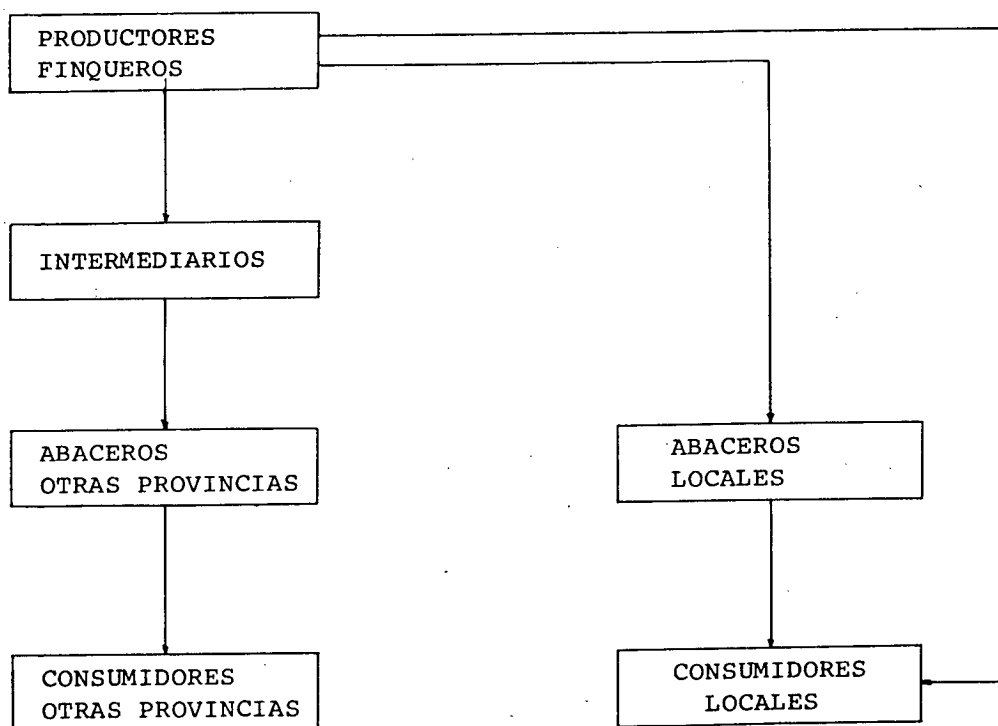 PRODUCTORES
FINQUEROS
INTERMEDIARIOS
ABACEROS
OTRAS PROVINCIAS
ABACEROS
LOCALES
CONSUMIDORES
OTRAS PROVINCIAS
CONSUMIDORES
LOCALES